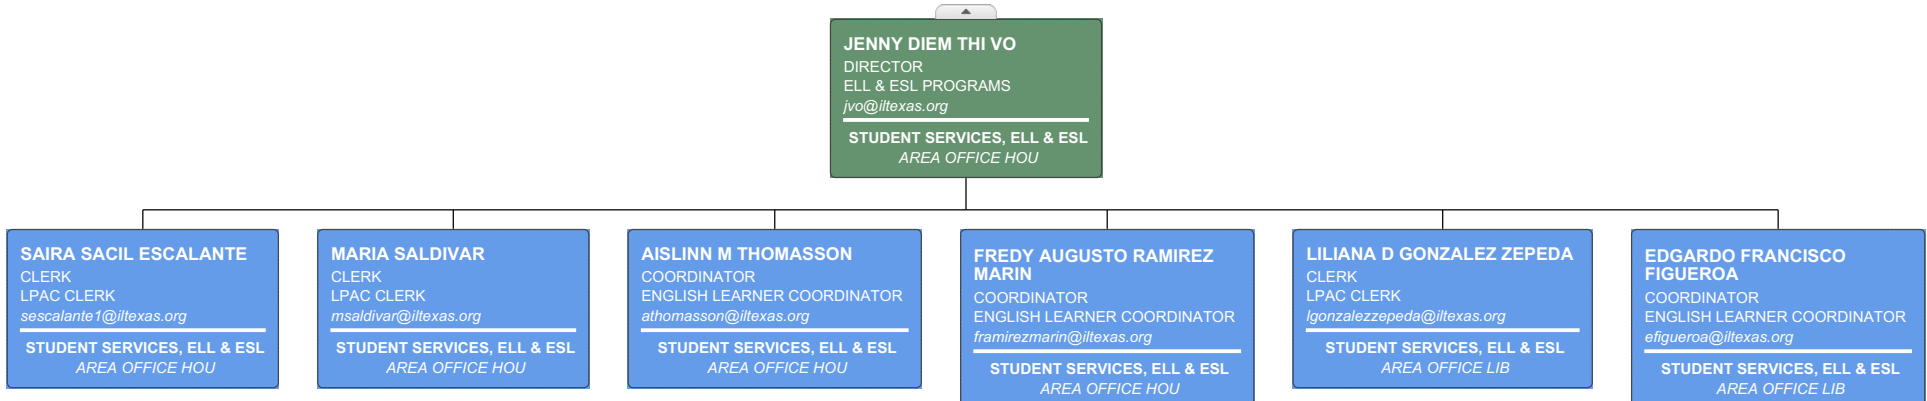 JENNY DIEM THI VO
DIRECTOR
ELL & ESL PROGRAMS
jvo@iltexas.org
STUDENT SERVICES, ELL & ESL
AREA OFFICE HOU
SAIRA SACIL ESCALANTE
CLERK
LPAC CLERK
sescalante1@iltexas.org
STUDENT SERVICES, ELL & ESL
AREA OFFICE HOU
MARIA SALDIVAR
CLERK
LPAC CLERK
msaldivar@iltexas.org
STUDENT SERVICES, ELL & ESL
AREA OFFICE HOU
AISLINN M THOMASSON
COORDINATOR
ENGLISH LEARNER COORDINATOR
athomasson@iltexas.org
STUDENT SERVICES, ELL & ESL
AREA OFFICE HOU
FREDY AUGUSTO RAMIREZ
MARIN
COORDINATOR
ENGLISH LEARNER COORDINATOR
framirezmarin@iltexas.org
STUDENT SERVICES, ELL & ESL
AREA OFFICE HOU
LILIANA D GONZALEZ ZEPEDA
CLERK
LPAC CLERK
lgonzalezzepeda@iltexas.org
STUDENT SERVICES, ELL & ESL
AREA OFFICE LIB
EDGARDO FRANCISCO
FIGUEROA
COORDINATOR
ENGLISH LEARNER COORDINATOR
efigueroa@iltexas.org
STUDENT SERVICES, ELL & ESL
AREA OFFICE LIB